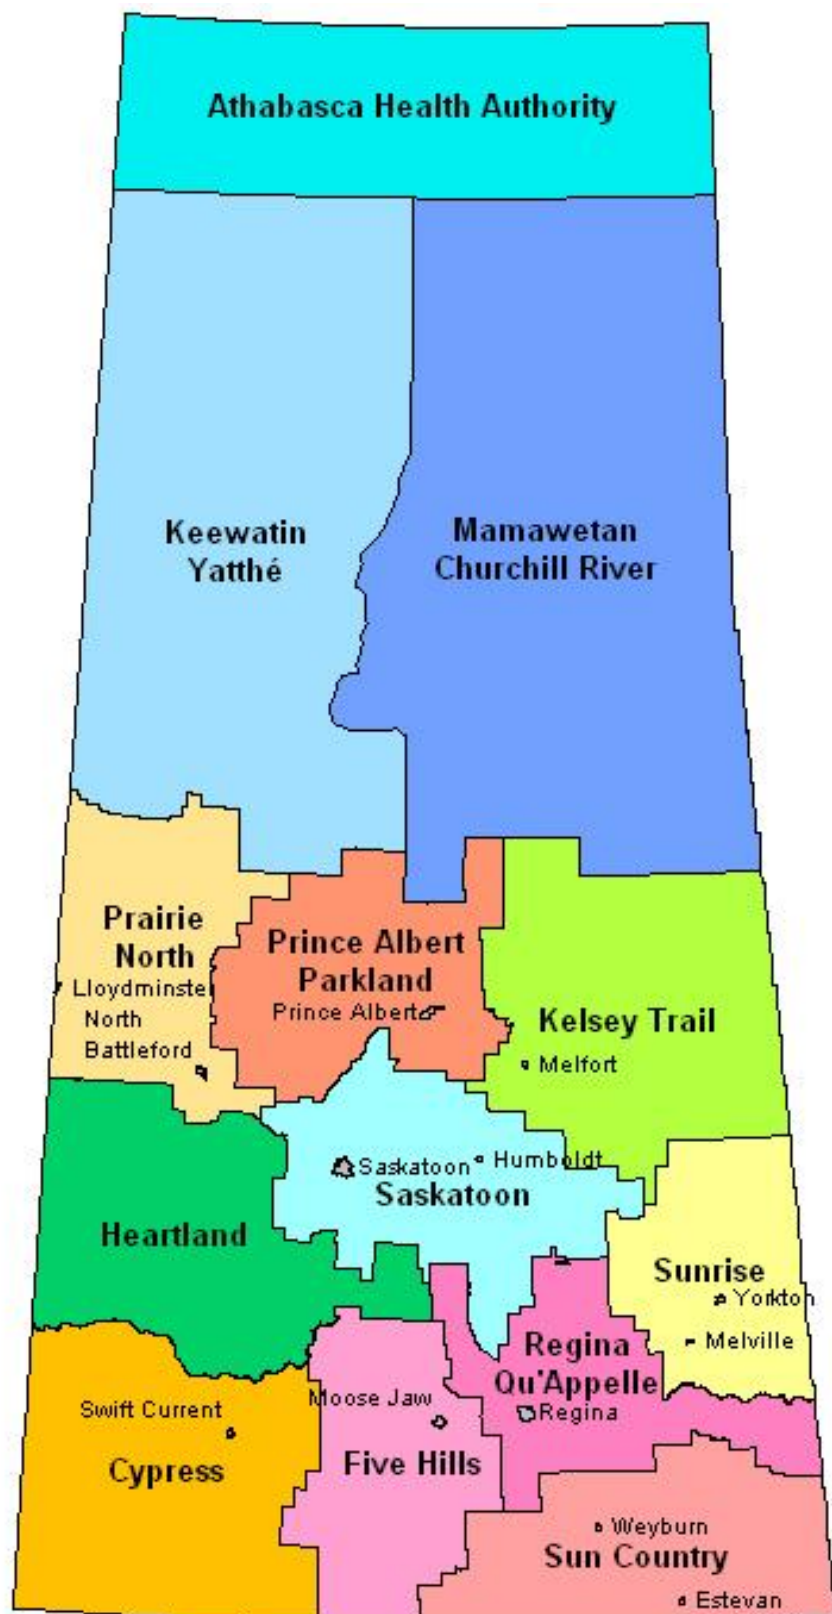 Athabasca Health Authority
Keewatin
Yatthé
Mamawetan
Churchill River
Prairie
North
Lloydminste
North
Battleford
Prince Albert
Parkland
Prince Albert
Kelsey Trail
Melfort
Saskatoon
Humboldt
Saskatoon
Heartland
Sunrise
Yorkton
Melville
Regina
Qu'Appelle
Regina
Swift Current
Cypress
Moose Jaw
Five Hills
Weyburn
Sun Country
Estevan